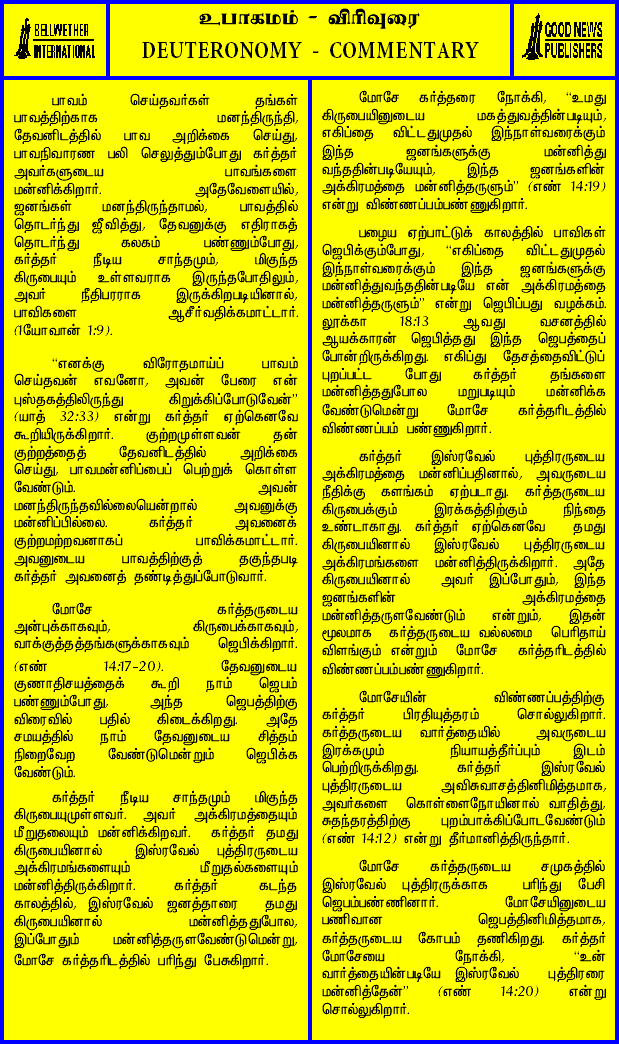 BELLWETHER
INTERNATIONAL
உபாகமம் - விரிவுரை
DEUTERONOMY - COMMENTARY
GOOD NEWS
PUBLISHERS
பாவம் செய்தவர்கள் தங்கள்
பாவத்திற்காக மனந்திருந்தி,
தேவனிடத்தில் பாவ அறிக்கை செய்து,
பாவநிவாரண பலி செலுத்தும்போது கர்த்தர்
அவர்களுடைய பாவங்களை
மன்னிக்கிறார். அதேவேளையில்,
ஜனங்கள் மனந்திருந்தாமல், பாவத்தில்
தொடர்ந்து ஜீவித்து, தேவனுக்கு எதிராகத்
தொடர்ந்து கலகம் பண்ணும்போது,
கர்த்தர் நீடிய சாந்தமும், மிகுந்த
கிருபையும் உள்ளவராக இருந்தபோதிலும்,
அவர் நீதிபரராக இருக்கிறபடியினால்,
பாவிகளை ஆசீர்வதிக்கமாட்டார்.
(1யோவான் 1:9).
“எனக்கு விரோதமாய்ப் பாவம்
செய்தவன் எவனோ, அவன் பேரை என்
புஸ்தகத்திலிருந்து கிறுக்கிப்போடுவேன்”
(யாத் 32:33) என்று கர்த்தர் ஏற்கெனவே
கூறியிருக்கிறார். குற்றமுள்ளவன் தன்
குற்றத்தைத் தேவனிடத்தில் அறிக்கை
செய்து, பாவமன்னிப்பைப் பெற்றுக் கொள்ள
வேண்டும். அவன்
மனந்திருந்தவில்லையென்றால் அவனுக்கு
மன்னிப்பில்லை. கர்த்தர் அவனைக்
குற்றமற்றவனாகப் பாவிக்கமாட்டார்.
அவனுடைய பாவத்திற்குத் தகுந்தபடி
கர்த்தர் அவனைத் தண்டித்துப்போடுவார்.
மோசே கர்த்தருடைய
அன்புக்காகவும், கிருபைக்காகவும்,
வாக்குத்தத்தங்களுக்காகவும் ஜெபிக்கிறார்.
(எண் 14:17-20). தேவனுடைய
குணாதிசயத்தைக் கூறி நாம் ஜெபம்
பண்ணும்போது, அந்த ஜெபத்திற்கு
விரைவில் பதில் கிடைக்கிறது. அதே
சமயத்தில் நாம் தேவனுடைய சித்தம்
நிறைவேற வேண்டுமென்றும் ஜெபிக்க
வேண்டும்.
கர்த்தர் நீடிய சாந்தமும் மிகுந்த
கிருபையுமுள்ளவர். அவர் அக்கிரமத்தையும்
மீறுதலையும் மன்னிக்கிறவர். கர்த்தர் தமது
கிருபையினால் இஸ்ரவேல் புத்திரருடைய
அக்கிரமங்களையும் மீறுதல்களையும்
மன்னித்திருக்கிறார். கர்த்தர் கடந்த
காலத்தில், இஸ்ரவேல் ஜனத்தாரை தமது
கிருபையினால் மன்னித்ததுபோல,
இப்போதும் மன்னித்தருளவேண்டுமென்று,
மோசே கர்த்தரிடத்தில் பரிந்து பேசுகிறார்.
மோசே கர்த்தரை நோக்கி, “உமது
கிருபையினுடைய மகத்துவத்தின்படியும்,
எகிப்தை விட்டதுமுதல் இந்நாள்வரைக்கும்
இந்த ஜனங்களுக்கு மன்னித்து
வந்ததின்படியேயும், இந்த ஜனங்களின்
அக்கிரமத்தை மன்னித்தருளும்” (எண் 14:19)
என்று விண்ணப்பம்பண்ணுகிறார்.
பழைய ஏற்பாட்டுக் காலத்தில் பாவிகள்
ஜெபிக்கும்போது, “எகிப்தை விட்டதுமுதல்
இந்நாள்வரைக்கும் இந்த ஜனங்களுக்கு
மன்னித்துவந்ததின்படியே என் அக்கிரமத்தை
மன்னித்தருளும்” என்று ஜெபிப்பது வழக்கம்.
லூக்கா 18:13 ஆவது வசனத்தில்
ஆயக்காரன் ஜெபித்தது இந்த ஜெபத்தைப்
போன்றிருக்கிறது. எகிப்து தேசத்தைவிட்டுப்
புறப்பட்ட போது கர்த்தர் தங்களை
மன்னித்ததுபோல மறுபடியும் மன்னிக்க
வேண்டுமென்று மோசே கர்த்தரிடத்தில்
விண்ணப்பம் பண்ணுகிறார்.
கர்த்தர் இஸ்ரவேல் புத்திரருடைய
அக்கிரமத்தை மன்னிப்பதினால், அவருடைய
நீதிக்கு களங்கம் ஏற்படாது. கர்த்தருடைய
கிருபைக்கும் இரக்கத்திற்கும் நிந்தை
உண்டாகாது. கர்த்தர் ஏற்கெனவே தமது
கிருபையினால் இஸ்ரவேல் புத்திரருடைய
அக்கிரமங்களை மன்னித்திருக்கிறார். அதே
கிருபையினால் அவர் இப்போதும், இந்த
ஜனங்களின் அக்கிரமத்தை
மன்னித்தருளவேண்டும் என்றும், இதன்
மூலமாக கர்த்தருடைய வல்லமை பெரிதாய்
விளங்கும் என்றும் மோசே கர்த்தரிடத்தில்
விண்ணப்பம்பண்ணுகிறார்.
மோசேயின் விண்ணப்பத்திற்கு
கர்த்தர் பிரதியுத்தரம் சொல்லுகிறார்.
கர்த்தருடைய வார்த்தையில் அவருடைய
இரக்கமும் நியாயத்தீர்ப்பும் இடம்
பெற்றிருக்கிறது. கர்த்தர் இஸ்ரவேல்
புத்திரருடைய அவிசுவாசத்தினிமித்தமாக,
அவர்களை கொள்ளைநோயினால் வாதித்து,
சுதந்தரத்திற்கு புறம்பாக்கிப்போடவேண்டும்
(எண் 14:12) என்று தீர்மானித்திருந்தார்.
மோசே கர்த்தருடைய சமுகத்தில்
இஸ்ரவேல் புத்திரருக்காக பரிந்து பேசி
ஜெபம்பண்ணினார். மோசேயினுடைய
பணிவான ஜெபத்தினிமித்தமாக,
கர்த்தருடைய கோபம் தணிகிறது. கர்த்தர்
மோசேயை நோக்கி, “உன்
வார்த்தையின்படியே இஸ்ரவேல் புத்திரரை
மன்னித்தேன்” (எண் 14:20) என்று
சொல்லுகிறார்.